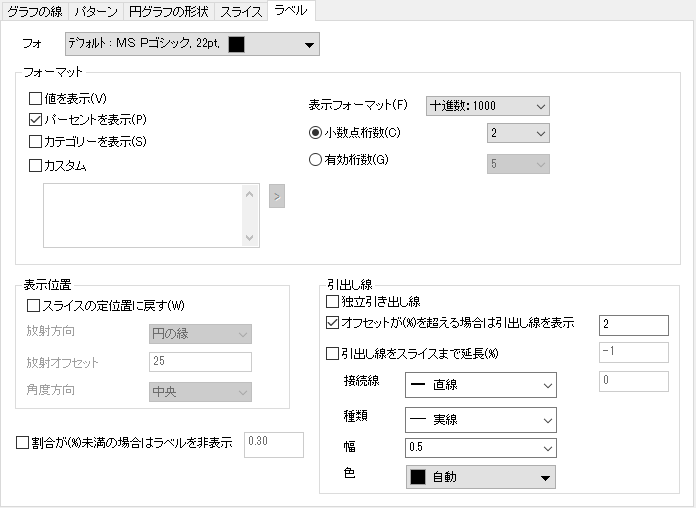 グラフの線 パターン 円グラフの形状 スライス ラベル
フォ デフォルト: MS Pゴシック, 22pt,
フォーマット
値を表示(V)
パーセントを表示(P)
カテゴリーを表示(S)
カスタム
>
表示フォーマット(F) 十進数:1000
小数点桁数(C) 2
有効桁数(G) 5
表示位置
スライスの定位置に戻す(W)
放射方向 円の縁
放射オフセット 25
角度方向 中央
割合が(%)未満の場合はラベルを非表示 0.30
引出し線
独立引き出し線
オフセットが(%)を超える場合は引出し線を表示 2
-1
引出し線をスライスまで延長(%)
0
接続線 直線
種類 実線
幅 0.5
色 自動